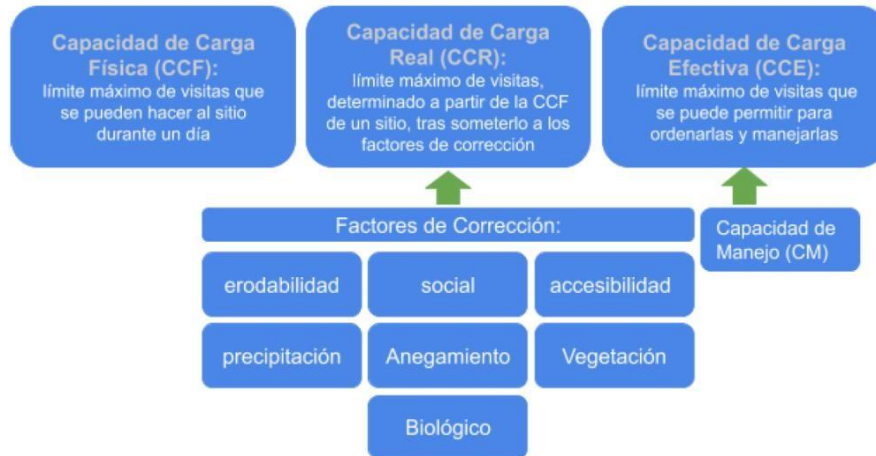 Capacidad de Carga
Física (CCF):
límite máximo de visitas que
se pueden hacer al sitio
durante un día
Capacidad de Carga
Real (CCR):
límite máximo de visitas,
determinado a partir de la CCF
de un sitio, tras someterlo a los
factores de corrección
Capacidad de Carga
Efectiva (CCE):
límite máximo de visitas que
se puede permitir para
ordenarlas y manejarlas
Factores de Corrección:
Capacidad de
Manejo (CM)
erodabilidad
social
accesibilidad
precipitación
Anegamiento
Vegetación
Biológico